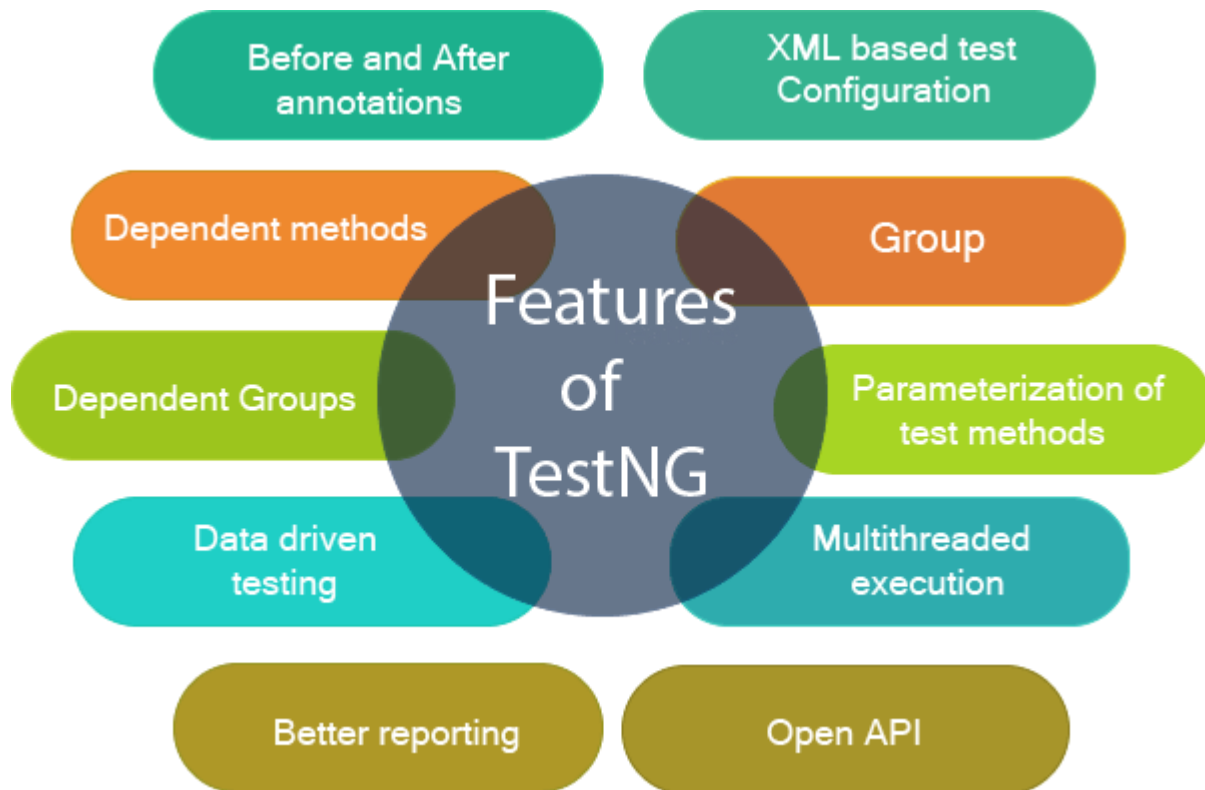 Before and After
annotations
XML based test
Configuration
Dependent methods
Group
Features
of
TestNG
Dependent Groups
Parameterization of
test methods
Data driven
testing
Multithreaded
execution
Better reporting
Open API